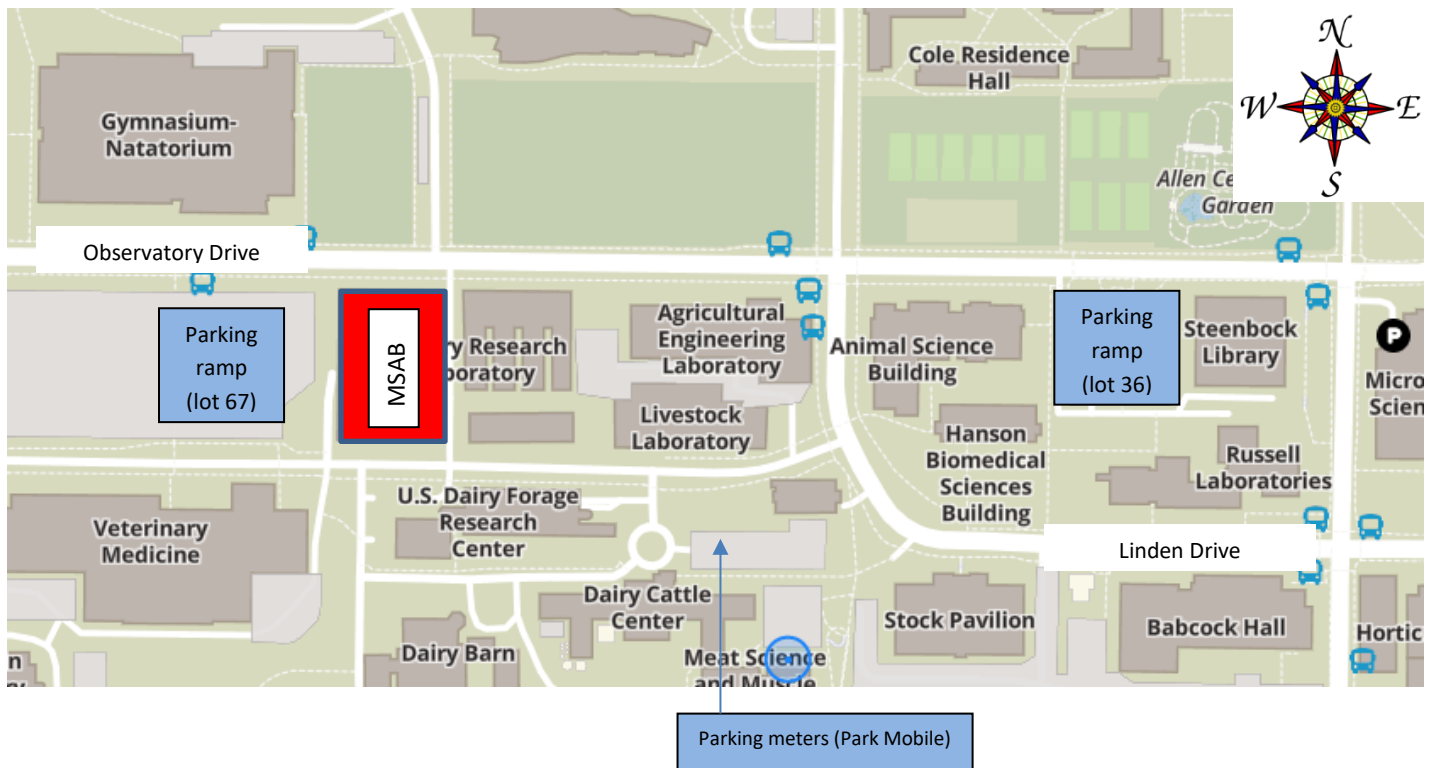 Cole Residence
Hall
N
W
E
S
Gymnasium-
Natatorium
Allen
Garden
Observatory Drive
Parking
ramp
(lot 67)
MSAB
Research
Agricultural
Engineering
Laboratory
Animal Science
Building
Parking
ramp
(lot 36)
Steenbock
Library
P
Micro
Scien
Livestock
Laboratory
Hanson
Biomedical
Sciences
Building
Russell
Laboratories
U.S. Dairy Forage
Research
Center
Veterinary
Medicine
Linden Drive
Dairy Cattle
Center
Stock Pavilion
Babcock Hall
Hortic
Dairy Barn
Meat Science
and Muscle
Parking meters (Park Mobile)